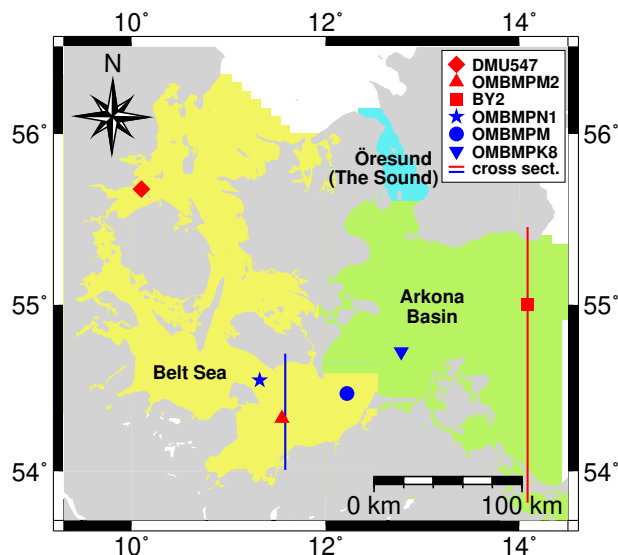 10˚ 12˚ 14˚
N
DMU547
OMBMPM2
BY2
OMBMPN1
OMBMPM
OMBMPK8
cross sect.
56˚ 56˚
Öresund
(The Sound)
55˚ 55˚
Arkona
Basin
Belt Sea
54˚ 54˚
0 km 100 km
10˚ 12˚ 14˚